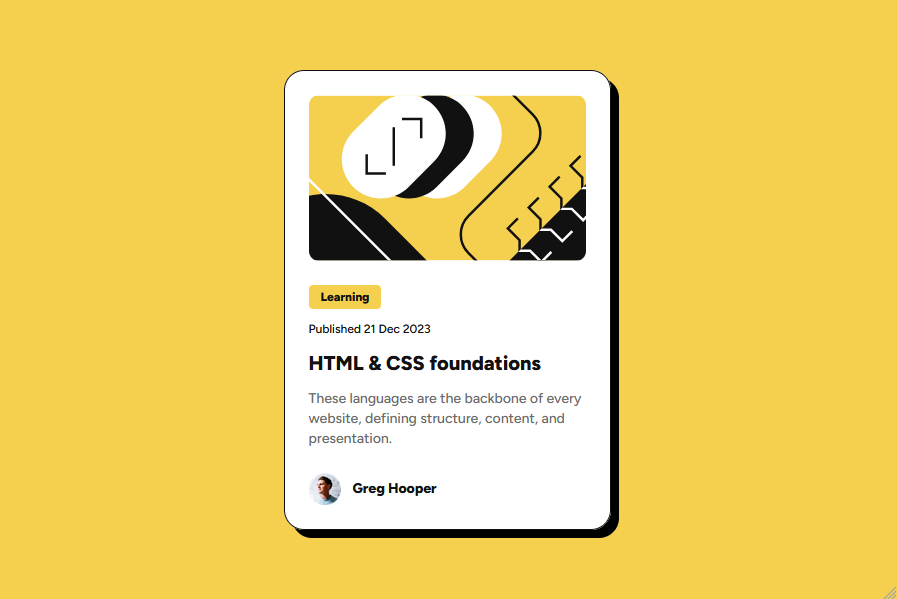 Learning
Published 21 Dec 2023
HTML & CSS foundations
These languages are the backbone of every
website, defining structure, content, and
presentation.
Greg Hooper